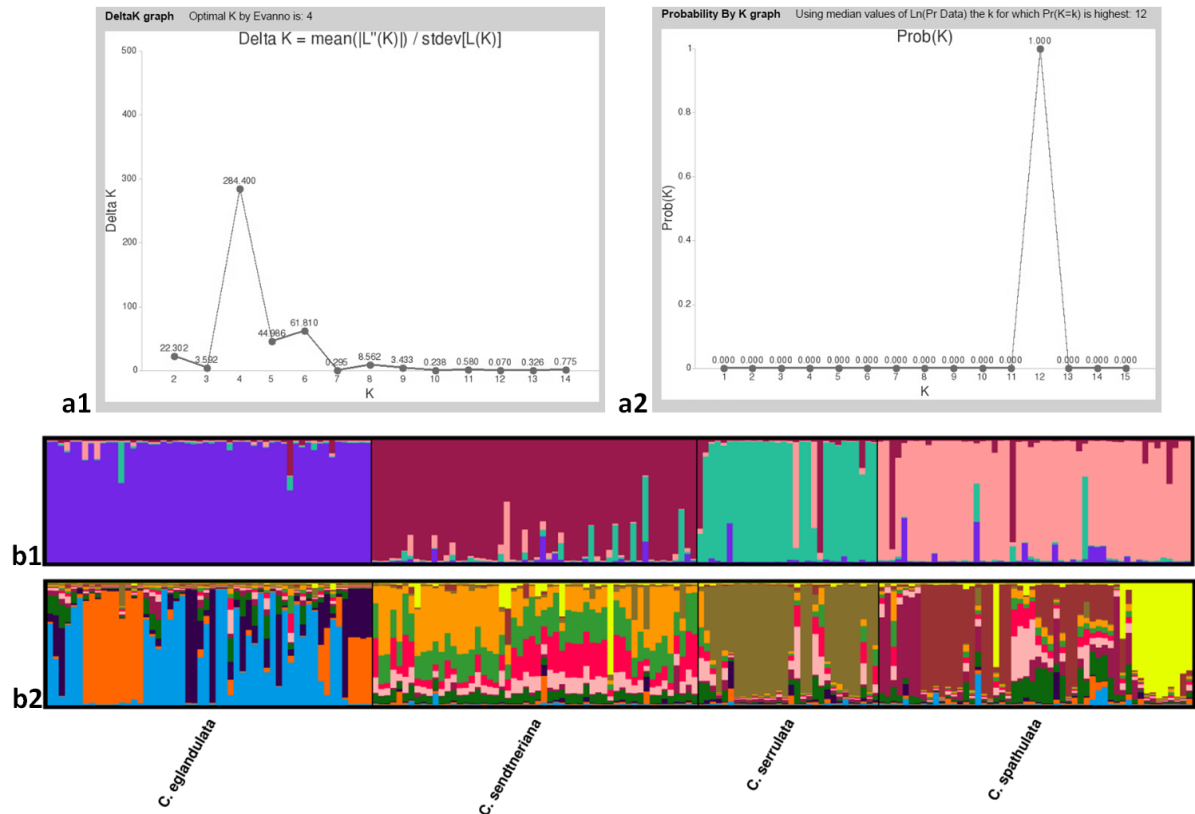 DeltaK graph Optimal K by Evanno is: 4
Delta K = mean(|L"(K)|) / stdev[L(K)]
500
400
300
200
100
0
Delta K
22.302
3.592
284.400
44.986
61.810
0.295
8.562
3.433
0.238
0.580
0.070
0.326
0.775
2 3 4 5 6 7 8 9 10 11 12 13 14
K
a1
Probability By K graph Using median values of Ln(Pr Data) the k for which Pr(K=k) is highest: 12
Prob(K)
1
0.8
0.6
0.4
0.2
0
Prob(K)
1.000
0.000 0.000 0.000 0.000 0.000 0.000 0.000 0.000 0.000 0.000 0.000 0.000 0.000 0.000
1 2 3 4 5 6 7 8 9 10 11 12 13 14 15
K
a2
b1
b2
C. eglandulata
C. sendtneriana
C. serrulata
C. spathulata